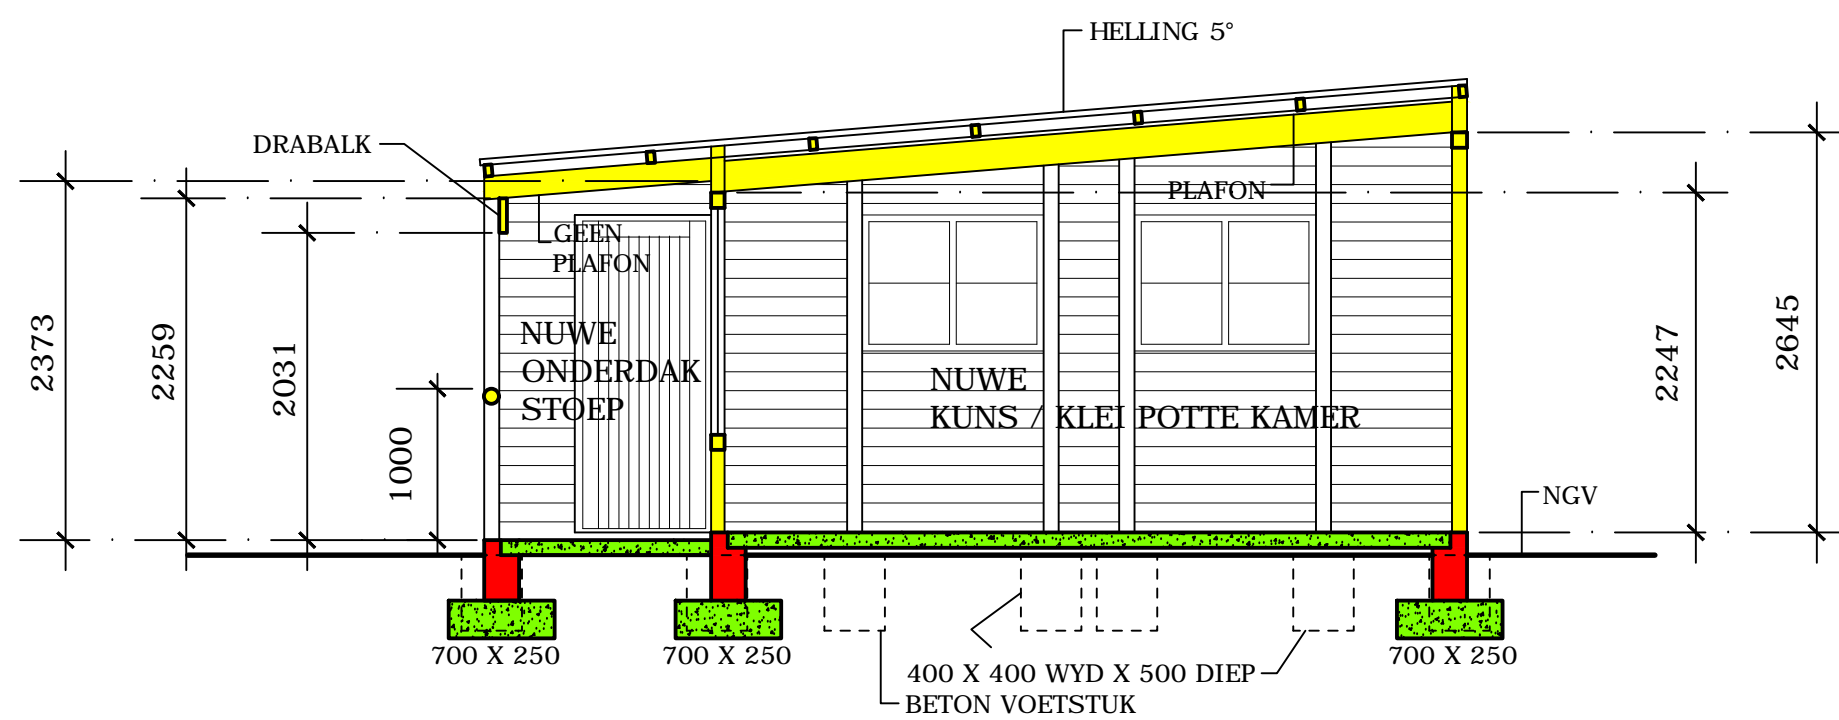 HELLING 5°
DRABALK
PLAFON
GEEN
PLAFON
2373
2259
2031
1000
NUWE
ONDERDAK
STOEP
NUWE
KUNS / KLEI POTTE KAMER
2247
2645
NGV
700 X 250
700 X 250
700 X 250
400 X 400 WYD X 500 DIEP
BETON VOETSTUK